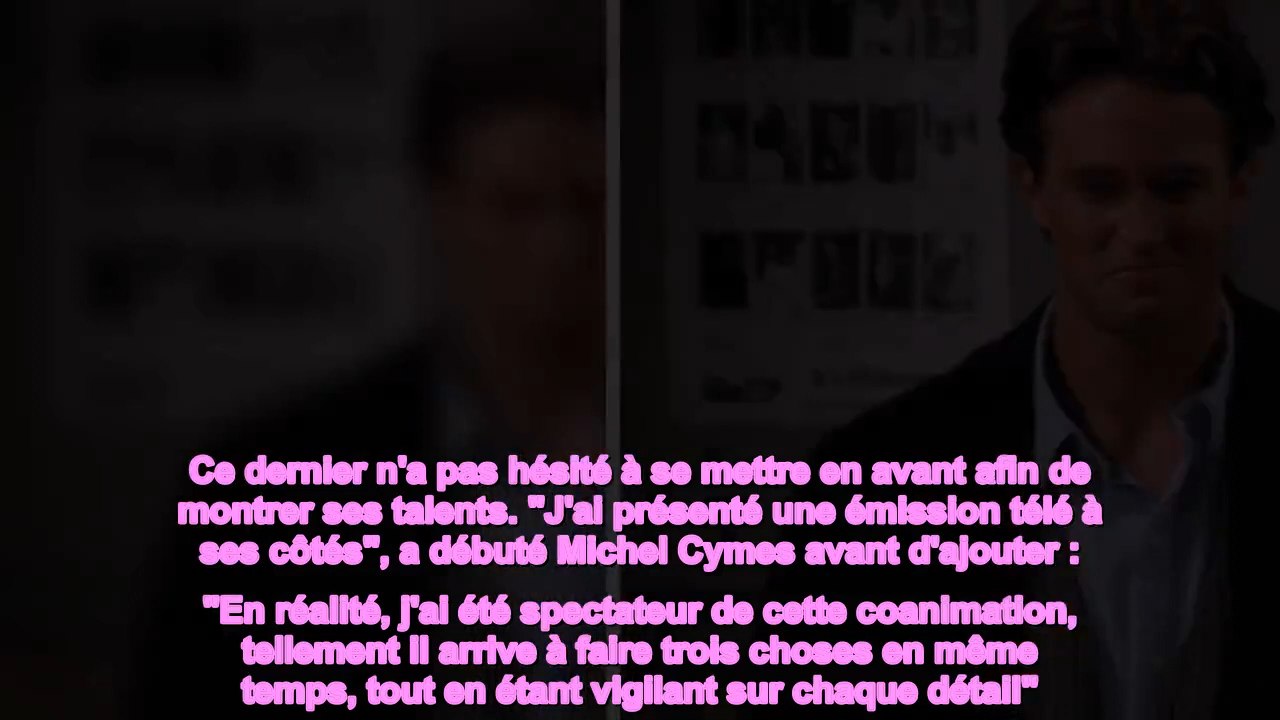 Ce dernier n'a pas hésité à se mettre en avant afin de
montrer ses talents. "J'ai présenté une émission télé à
ses côtés", a débuté Michel Cymes avant d'ajouter :
"En réalité, j'ai été spectateur de cette coanimation,
tellement il arrive à faire trois choses en même
temps, tout en étant vigilant sur chaque détail"